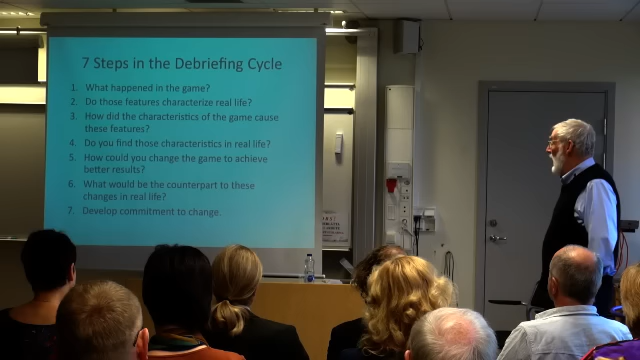 7 Steps in the Debriefing Cycle
1. What happened in the game?
2. Do those features characterize real life?
3. How did the characteristics of the game cause
these features?
4. Do you find those characteristics in real life?
5. How could you change the game to achieve
better results?
6. What would be the counterpart to these
changes in real life?
7. Develop commitment to change.